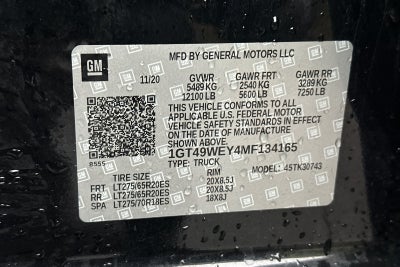 GM
MFD BY GENERAL MOTORS LLC
11/20 GVWR GAWR FRT GAWR RR
5489 KG 2540 KG 3289 KG
12100 LB 5600 LB 7250 LB
THIS VEHICLE CONFORMS TO ALL
APPLICABLE U.S. FEDERAL MOTOR
VEHICLE SAFETY STANDARDS IN EFFECT
ON THE DATE OF MANUFACTURE
SHOWN ABOVE.
1GT49WEY4MF134165
TYPE: TRUCK MODEL: 4STK30743
RIM
FRT LT275/65R20ES 20X8.5J
RR LT275/65R20ES 20X8.5J
SPA LT275/70R18ES 18X8J